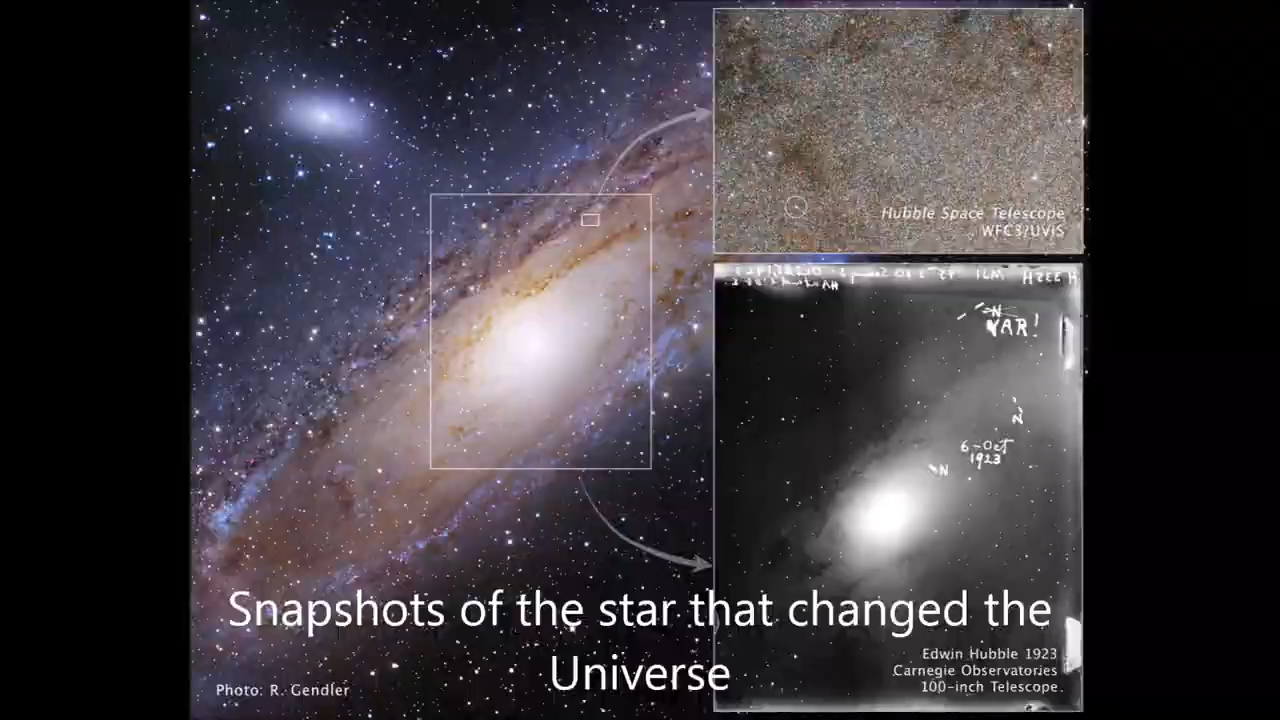 Hubble Space Telescope
WFC3/UVIS
N
VAR!
N
6-Oct
1923
N
Snapshots of the star that changed the
Universe
Edwin Hubble 1923
Carnegie Observatories
100-inch Telescope
Photo: R. Gendler